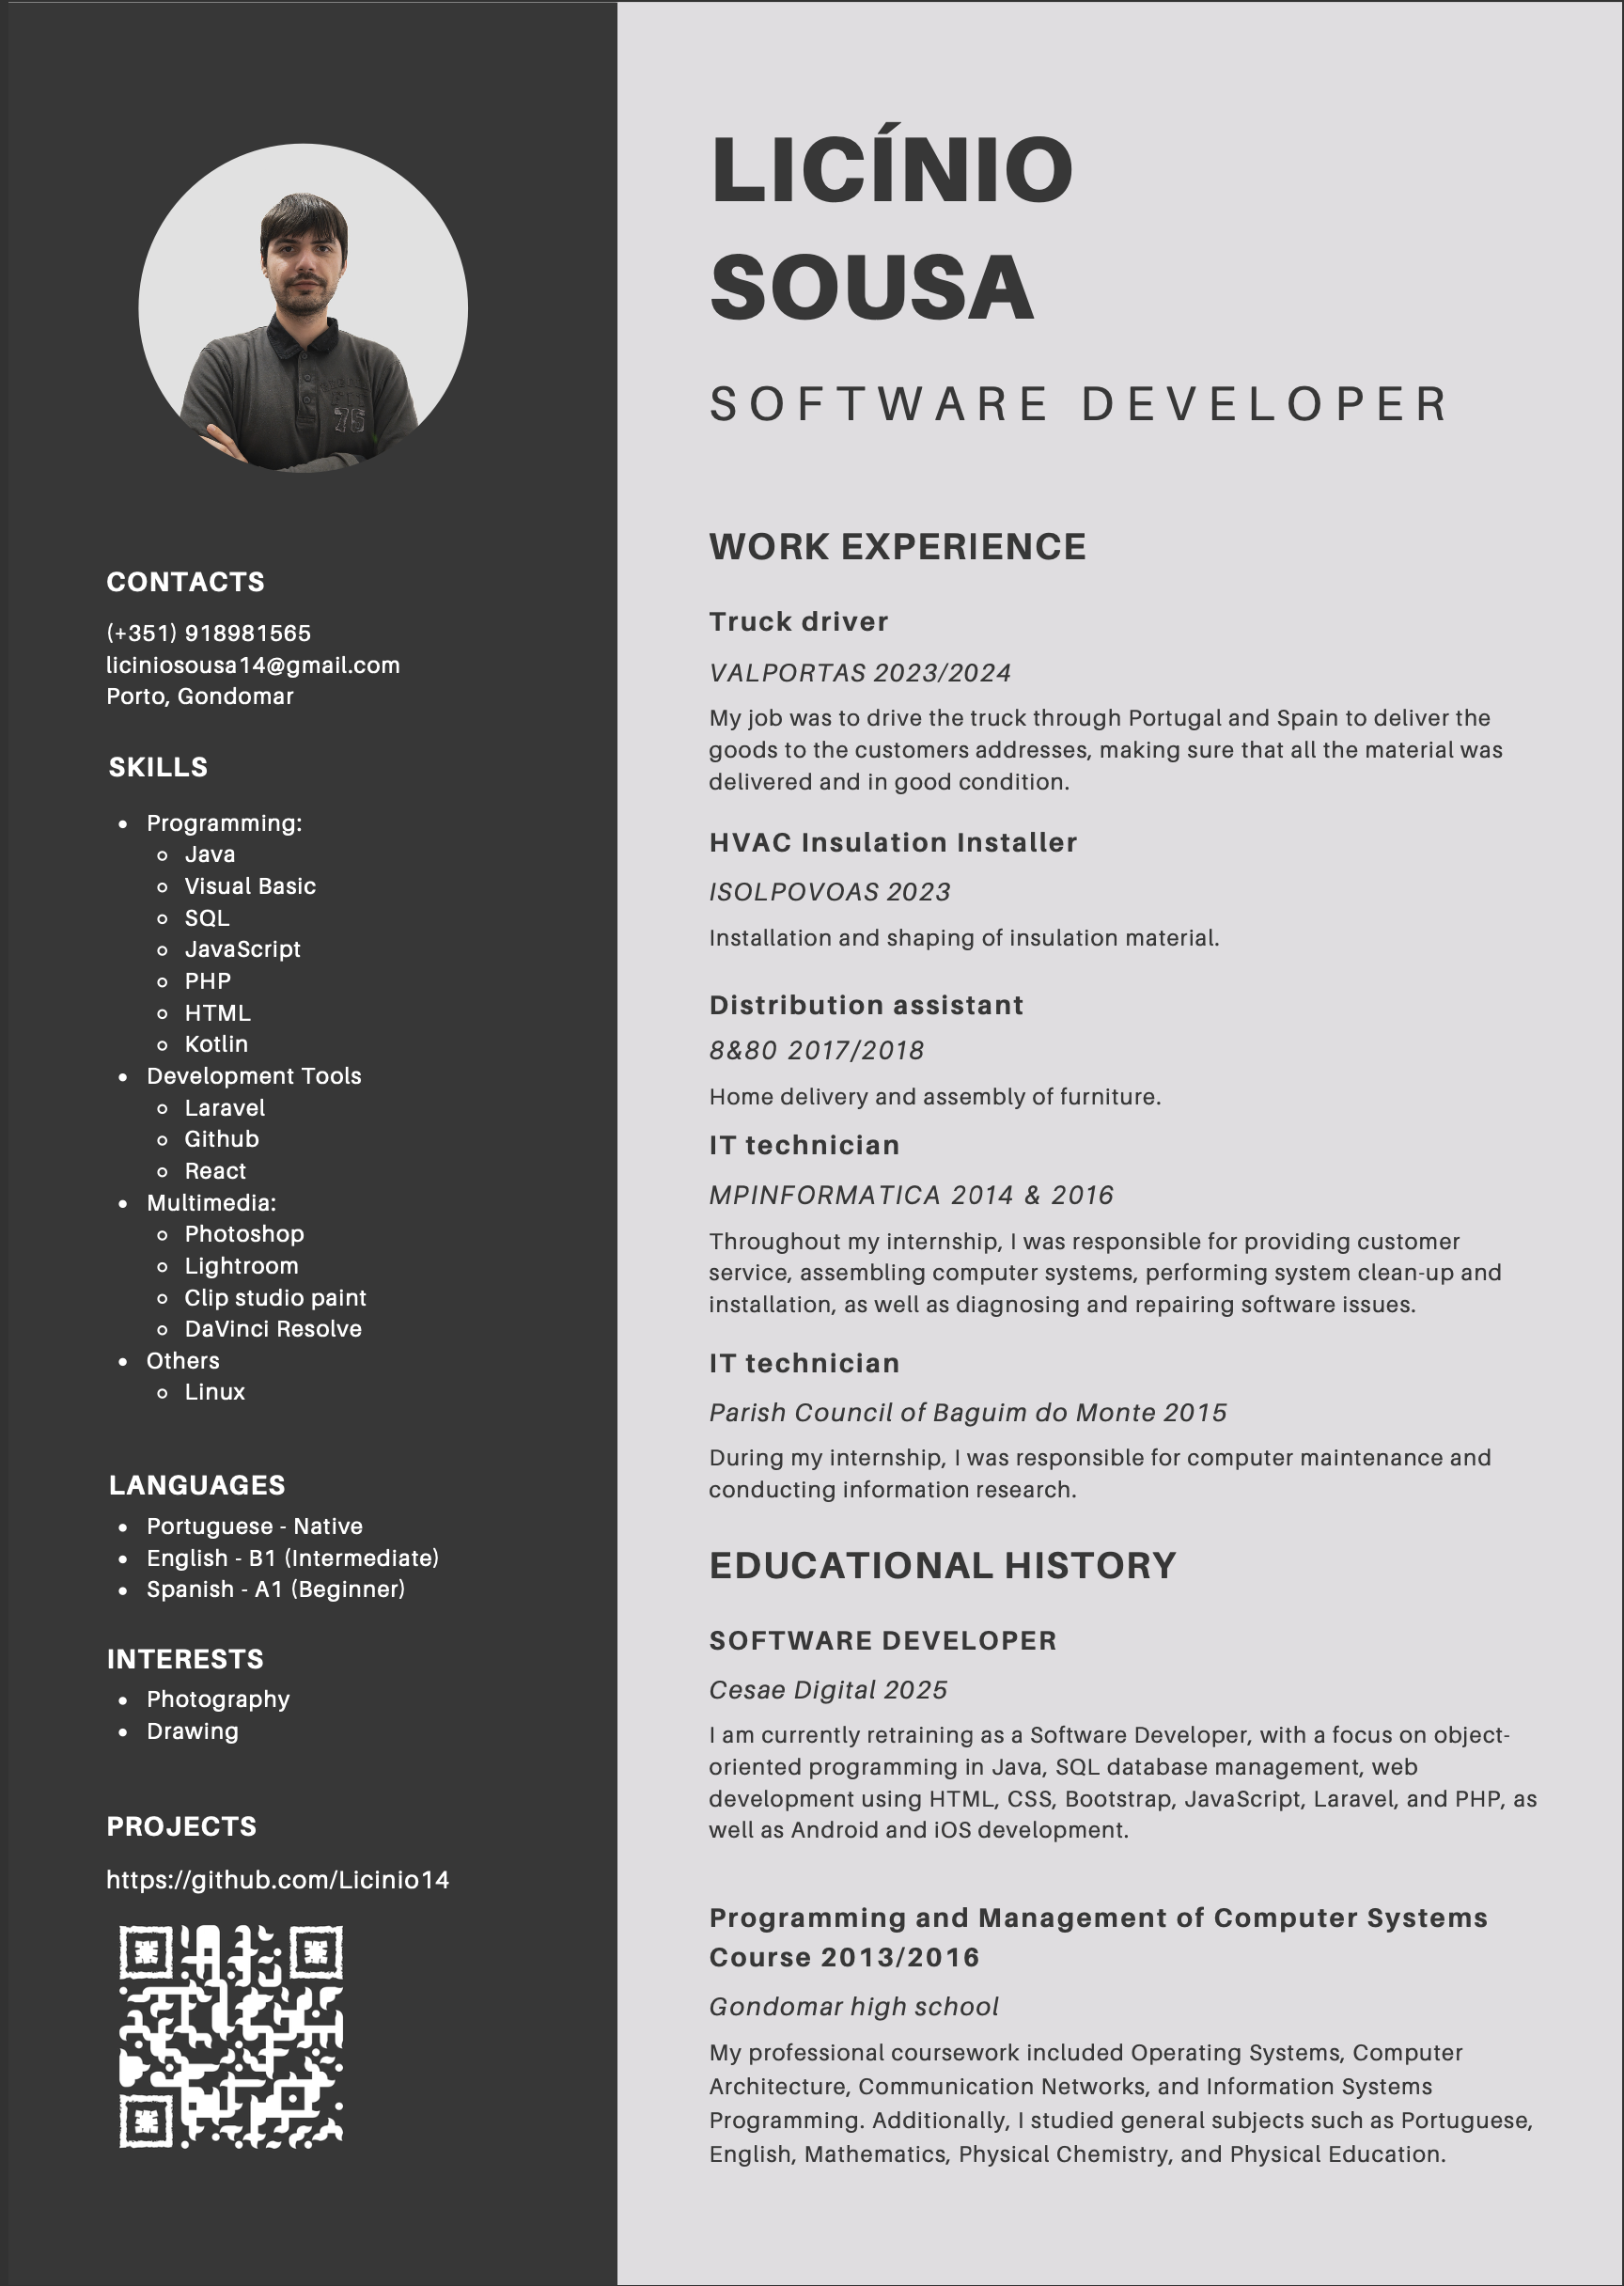 LICÍNIO
SOUSA
SOFTWARE DEVELOPER
CONTACTS
(+351) 918981565
liciniosousa14@gmail.com
Porto, Gondomar
SKILLS
• Programming:
◦ Java
◦ Visual Basic
◦ SQL
◦ JavaScript
◦ PHP
◦ HTML
◦ Kotlin
• Development Tools
◦ Laravel
◦ Github
◦ React
• Multimedia:
◦ Photoshop
◦ Lightroom
◦ Clip studio paint
◦ DaVinci Resolve
• Others
◦ Linux
LANGUAGES
• Portuguese - Native
• English - B1 (Intermediate)
• Spanish - A1 (Beginner)
INTERESTS
• Photography
• Drawing
PROJECTS
https://github.com/Licinio14
WORK EXPERIENCE
Truck driver
VALPORTAS 2023/2024
My job was to drive the truck through Portugal and Spain to deliver the
goods to the customers addresses, making sure that all the material was
delivered and in good condition.
HVAC Insulation Installer
ISOLPOVOAS 2023
Installation and shaping of insulation material.
Distribution assistant
8&80 2017/2018
Home delivery and assembly of furniture.
IT technician
MPINFORMATICA 2014 & 2016
Throughout my internship, I was responsible for providing customer
service, assembling computer systems, performing system clean-up and
installation, as well as diagnosing and repairing software issues.
IT technician
Parish Council of Baguim do Monte 2015
During my internship, I was responsible for computer maintenance and
conducting information research.
EDUCATIONAL HISTORY
SOFTWARE DEVELOPER
Cesae Digital 2025
I am currently retraining as a Software Developer, with a focus on object-
oriented programming in Java, SQL database management, web
development using HTML, CSS, Bootstrap, JavaScript, Laravel, and PHP, as
well as Android and iOS development.
Programming and Management of Computer Systems
Course 2013/2016
Gondomar high school
My professional coursework included Operating Systems, Computer
Architecture, Communication Networks, and Information Systems
Programming. Additionally, I studied general subjects such as Portuguese,
English, Mathematics, Physical Chemistry, and Physical Education.
75